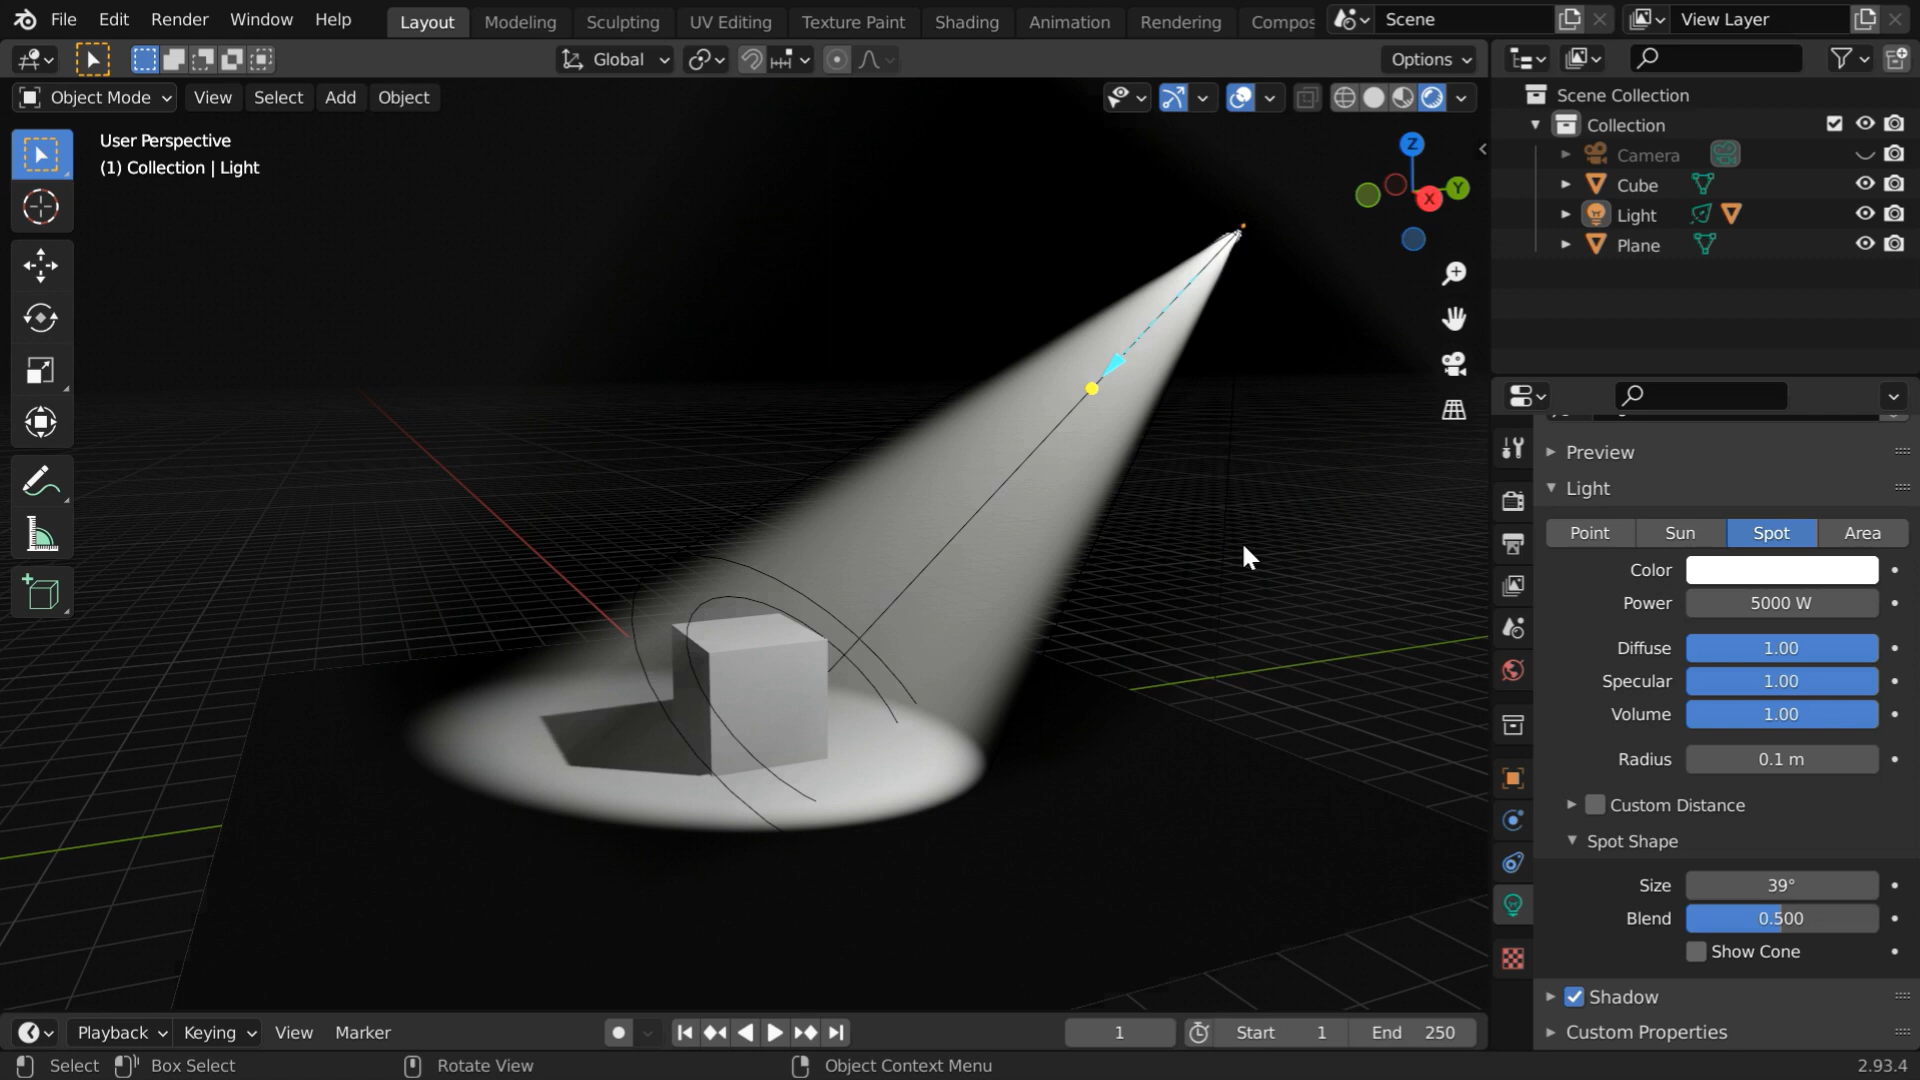 File Edit Render Window Help Layout Modeling Sculpting UV Editing Texture Paint Shading Animation Rendering Compos Scene View Layer
Global Options
Object Mode View Select Add Object
User Perspective
(1) Collection | Light
Z
Y
X
Scene Collection
Collection
Camera
Cube
Light
Plane
Preview
Light
Point Sun Spot Area
Color
Power 5000 W
Diffuse 1.00
Specular 1.00
Volume 1.00
Radius 0.1 m
Custom Distance
Spot Shape
Size 39°
Blend 0.500
Show Cone
Shadow
Custom Properties
Playback Keying View Marker 1 Start 1 End 250
Select Box Select Rotate View Object Context Menu 2.93.4